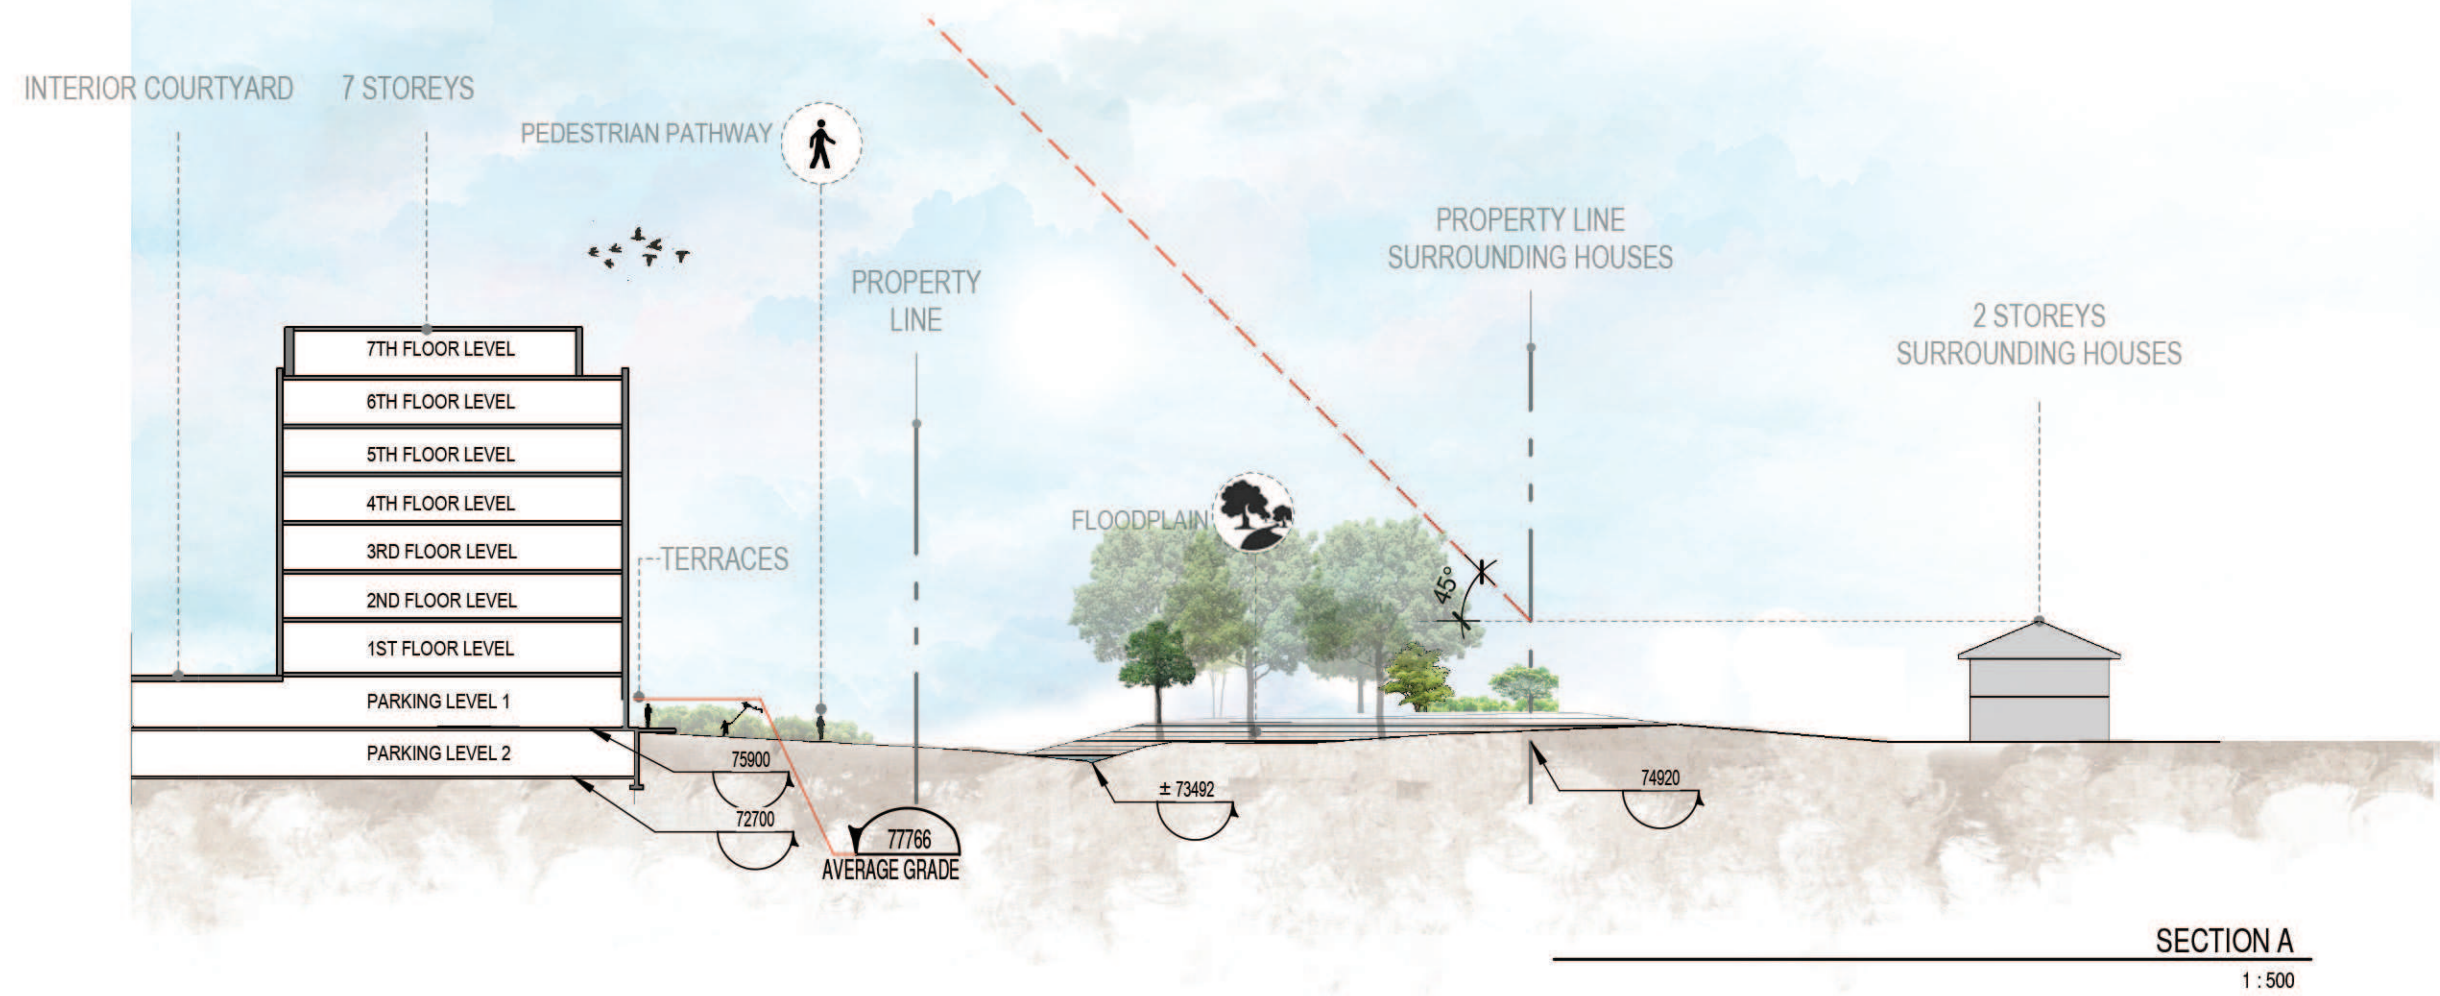 INTERIOR COURTYARD
7 STOREYS
PEDESTRIAN PATHWAY
PROPERTY
LINE
PROPERTY LINE
SURROUNDING HOUSES
2 STOREYS
SURROUNDING HOUSES
7TH FLOOR LEVEL
6TH FLOOR LEVEL
5TH FLOOR LEVEL
4TH FLOOR LEVEL
3RD FLOOR LEVEL
2ND FLOOR LEVEL
1ST FLOOR LEVEL
PARKING LEVEL 1
PARKING LEVEL 2
TERRACES
FLOODPLAIN
45°
75900
72700
77766
AVERAGE GRADE
± 73492
74920
SECTION A
1 : 500